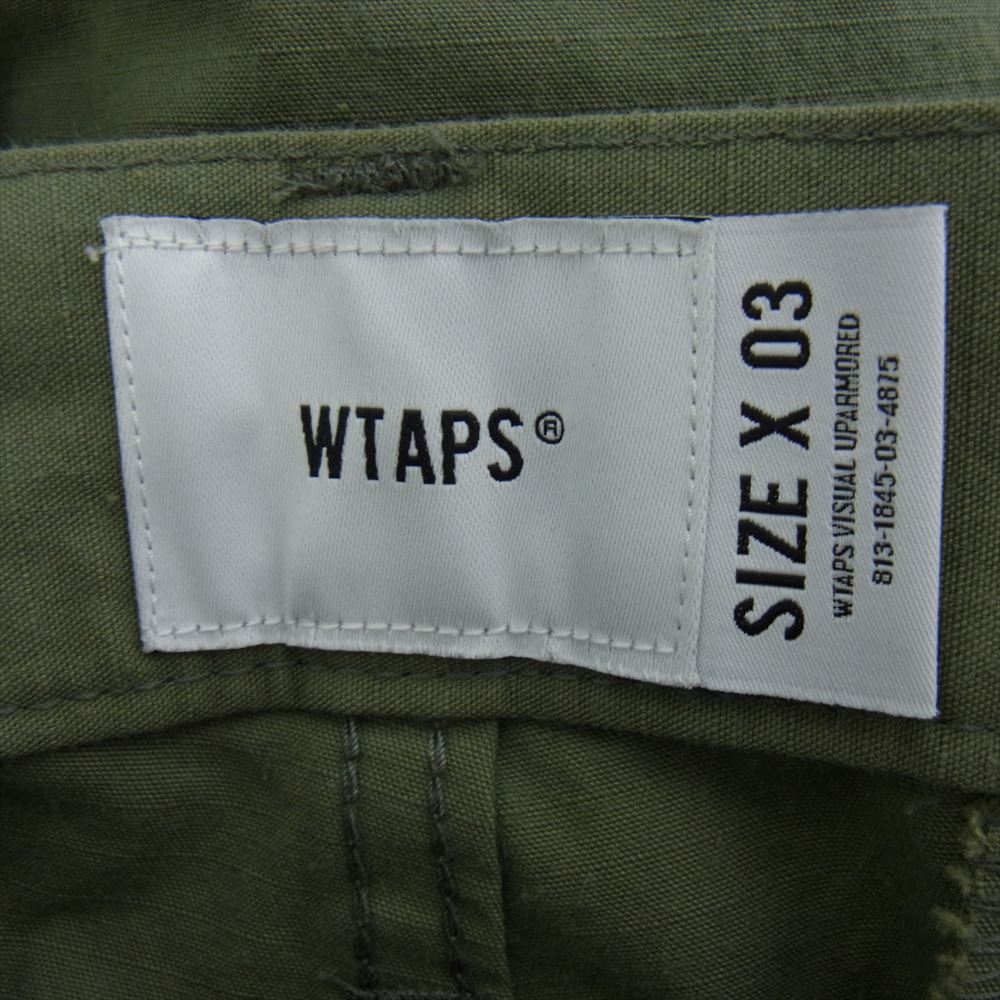 WTAPS®
SIZE X 03
WTAPS VISUAL UPARMORED
813-1845-03-4875